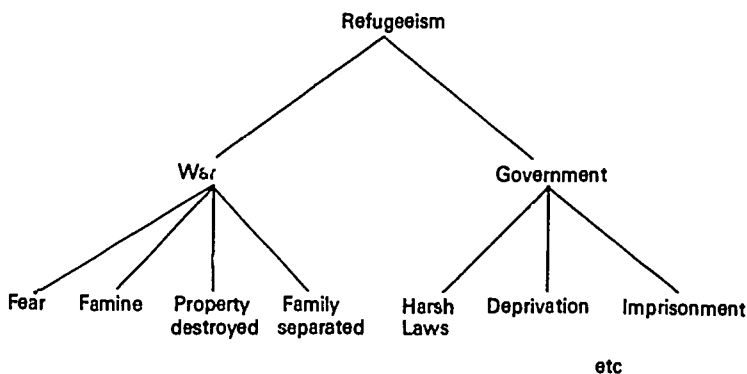 Refugeeism
War
Government
Fear
Famine
Property
destroyed
Family
separated
Harsh
Laws
Deprivation
Imprisonment
etc